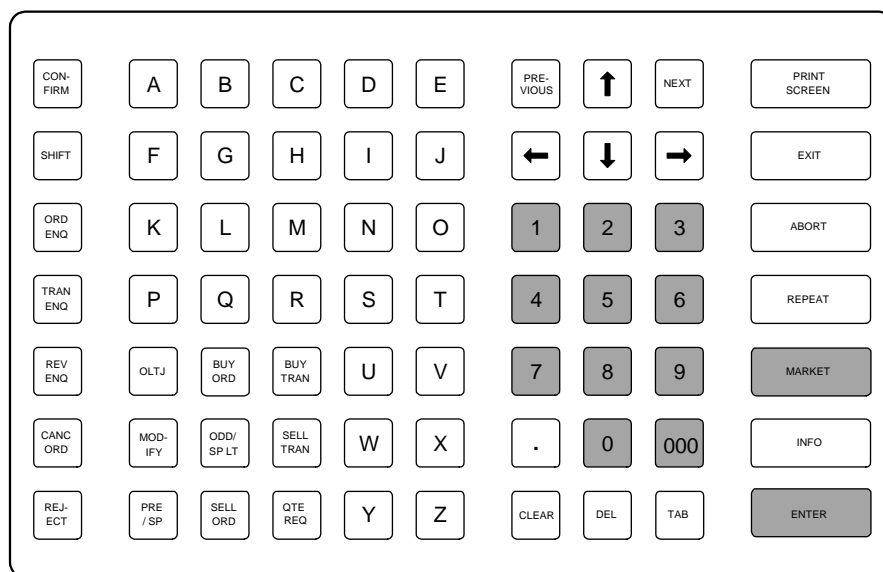 CON-
FIRM
A
B
C
D
E
PRE-
VIOUS
NEXT
PRINT
SCREEN
SHIFT
F
G
H
I
J
EXIT
ORD
ENQ
K
L
M
N
O
1
2
3
ABORT
TRAN
ENQ
P
Q
R
S
T
4
5
6
REPEAT
REV
ENQ
OLTJ
BUY
ORD
BUY
TRAN
U
V
7
8
9
MARKET
CANC
ORD
MOD-
IFY
ODD/
SP LT
SELL
TRAN
W
X
.
0
000
INFO
REJ-
ECT
PRE
/ SP
SELL
ORD
QTE
REQ
Y
Z
CLEAR
DEL
TAB
ENTER